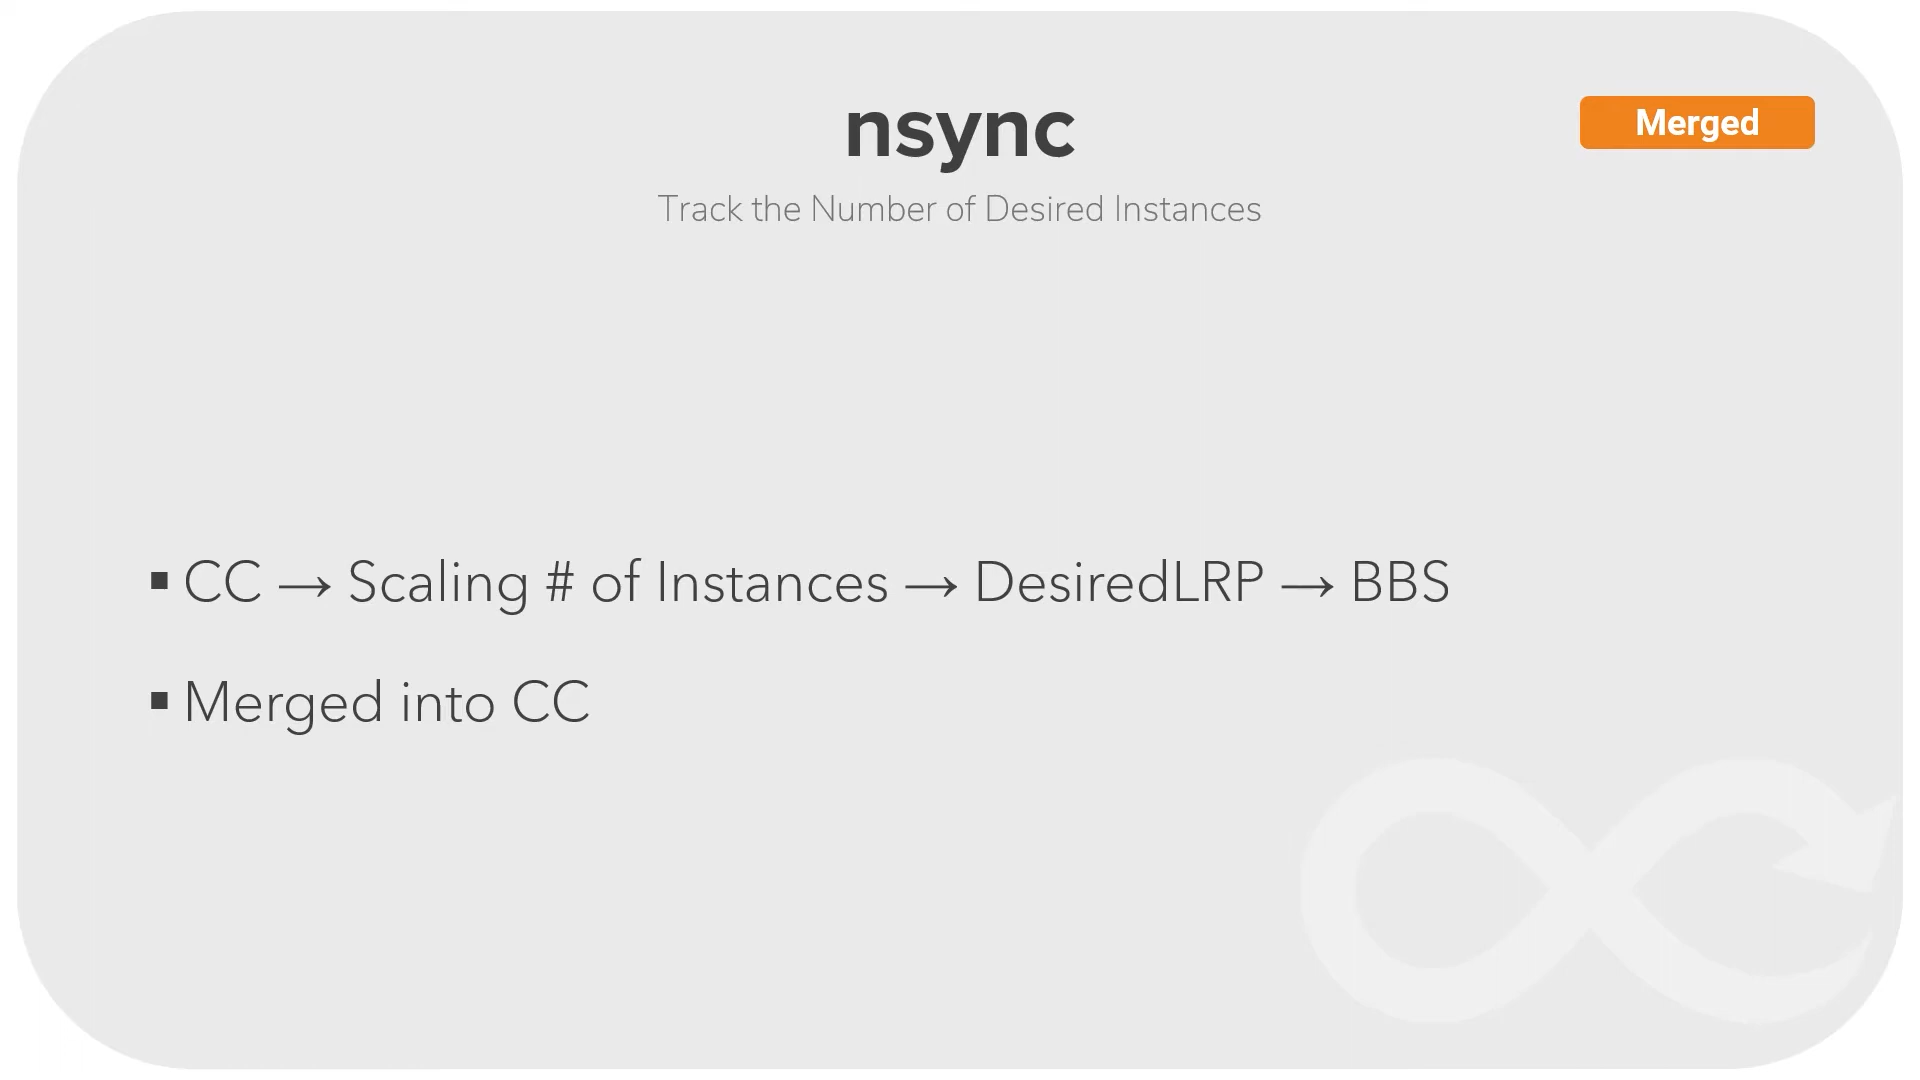 nsync
Merged
Track the Number of Desired Instances
▪ CC → Scaling # of Instances → DesiredLRP → BBS
▪ Merged into CC